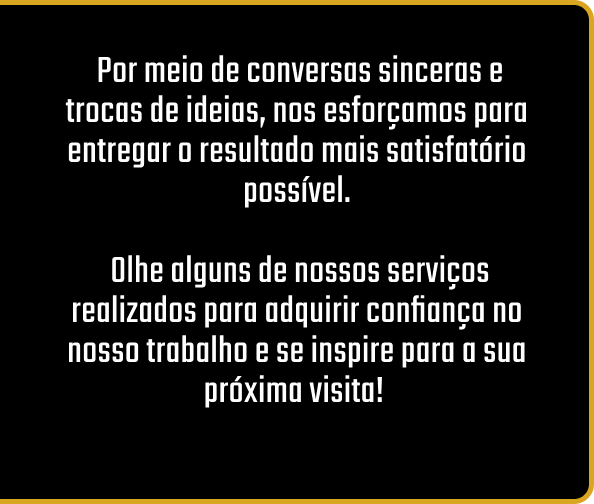 Por meio de conversas sinceras e
trocas de ideias, nos esforçamos para
entregar o resultado mais satisfatório
possível.
Olhe alguns de nossos serviços
realizados para adquirir confiança no
nosso trabalho e se inspire para a sua
próxima visita!